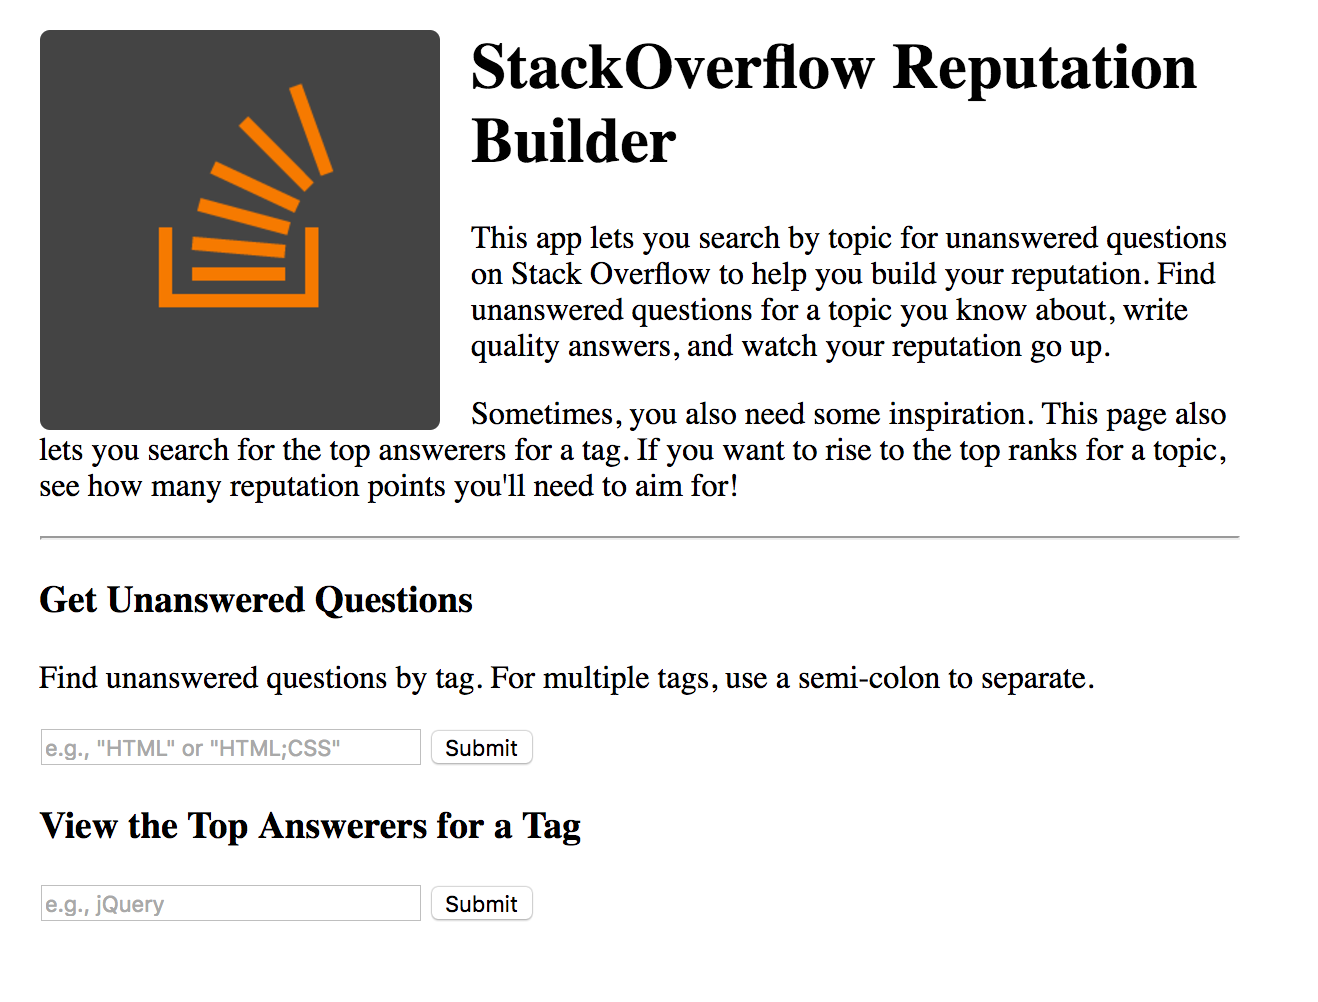 StackOverflow Reputation
Builder
This app lets you search by topic for unanswered questions
on Stack Overflow to help you build your reputation. Find
unanswered questions for a topic you know about, write
quality answers, and watch your reputation go up.
Sometimes, you also need some inspiration. This page also
lets you search for the top answerers for a tag. If you want to rise to the top ranks for a topic,
see how many reputation points you'll need to aim for!
Get Unanswered Questions
Find unanswered questions by tag. For multiple tags, use a semi-colon to separate.
e.g., "HTML" or "HTML;CSS" Submit
View the Top Answerers for a Tag
e.g., jQuery Submit